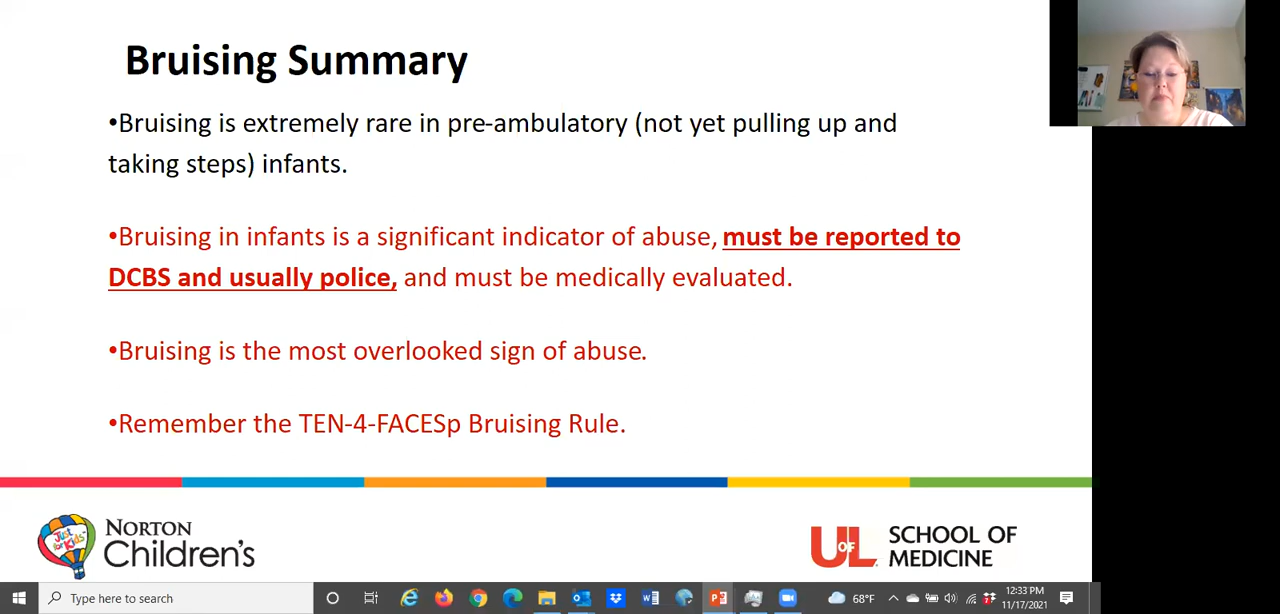 Bruising Summary
•Bruising is extremely rare in pre-ambulatory (not yet pulling up and
taking steps) infants.
•Bruising in infants is a significant indicator of abuse, must be reported to
DCBS and usually police, and must be medically evaluated.
•Bruising is the most overlooked sign of abuse.
•Remember the TEN-4-FACESp Bruising Rule.
Just for Kids
NORTON
Children's
UofL
SCHOOL OF
MEDICINE
Type here to search
68°F
12:33 PM
11/17/2021